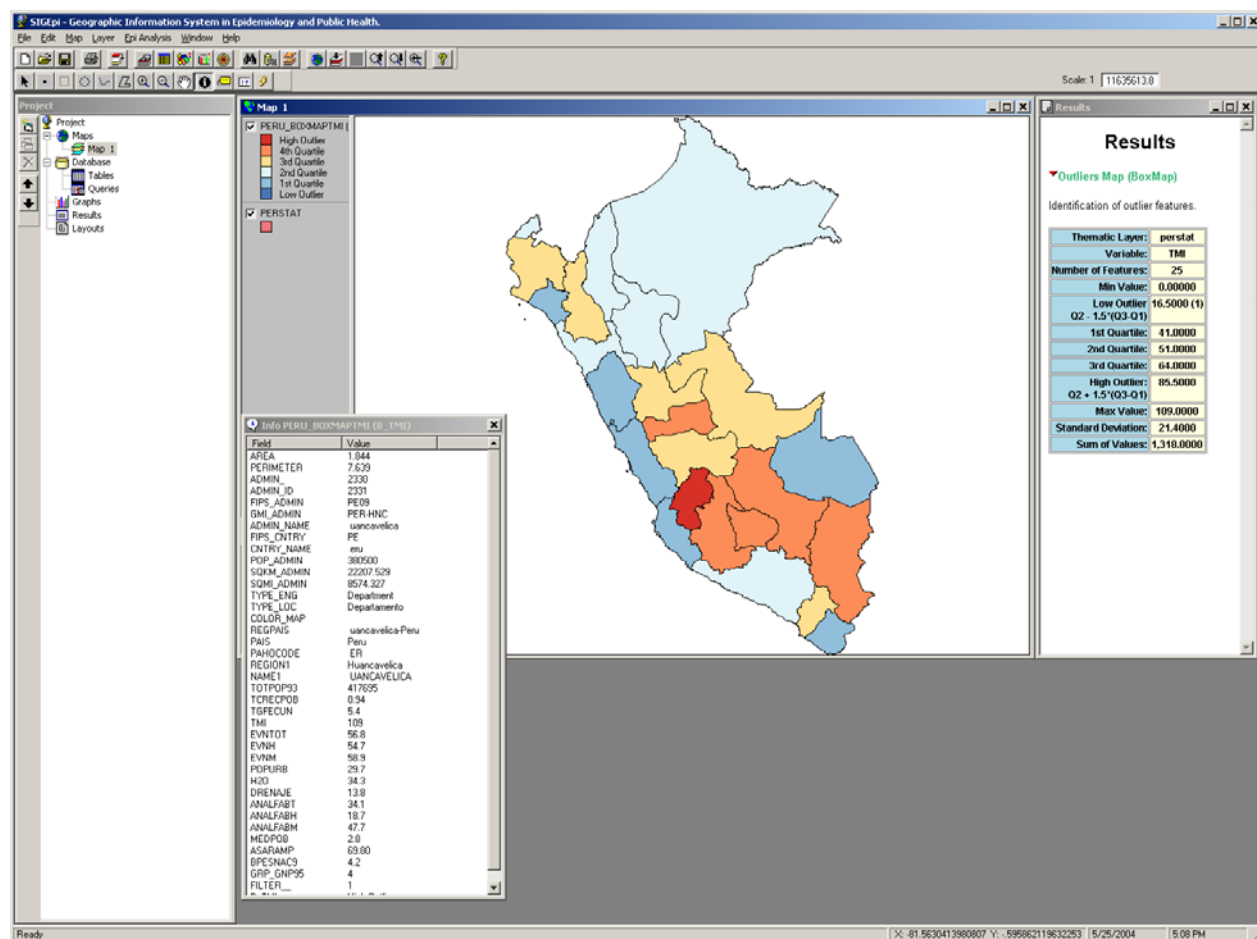 SIGEpi - Geographic Information System in Epidemiology and Public Health.
File Edit Map Layer Epi Analysis Window Help
Scale: 1 11635613.8
Project
Project
Maps
Map 1
Database
Tables
Queries
Graphs
Results
Layouts
Map 1
PERU_BOXMAPTMI (
High Outlier
4th Quartile
3rd Quartile
2nd Quartile
1st Quartile
Low Outlier
PERSTAT
Info PERU_BOXMAPTMI (B_TMI)
Field Value
AREA 1.844
PERIMETER 7.639
ADMIN_ 2330
ADMIN_ID 2331
FIPS_ADMIN PE09
GMI_ADMIN PER-HNC
ADMIN_NAME uancavelica
FIPS_CNTRY PE
CNTRY_NAME eru
POP_ADMIN 380500
SQKM_ADMIN 22207.529
SQMI_ADMIN 8574.327
TYPE_ENG Department
TYPE_LOC Departamento
COLOR_MAP
REGPAIS uancavelica-Peru
PAIS Peru
PAHOCODE ER
REGION1 Huancavelica
NAME1 UANCAVELICA
TOTPOP93 417695
TCRECPOB 0.94
TGFECUN 5.4
TMI 109
EVNTOT 56.8
EVNH 54.7
EVNM 58.9
POPURB 29.7
H2O 34.3
DRENAJE 13.8
ANALFABT 34.1
ANALFABH 18.7
ANALFABM 47.7
MEDPOB 2.8
ASARAMP 69.80
BPESNAC9 4.2
GRP_GNP95 4
FILTER__ 1
Results
Results
Outliers Map (BoxMap)
Identification of outlier features.
Thematic Layer: perstat
Variable: TMI
Number of Features: 25
Min Value: 0.00000
Low Outlier 16.5000 (1)
Q2 - 1.5*(Q3-Q1)
1st Quartile: 41.0000
2nd Quartile: 51.0000
3rd Quartile: 64.0000
High Outlier: 85.5000
Q2 + 1.5*(Q3-Q1)
Max Value: 109.0000
Standard Deviation: 21.4000
Sum of Values: 1,318.0000
Ready
X: -81.5630413980807 Y: -.595862119632253 5/25/2004 5:08 PM